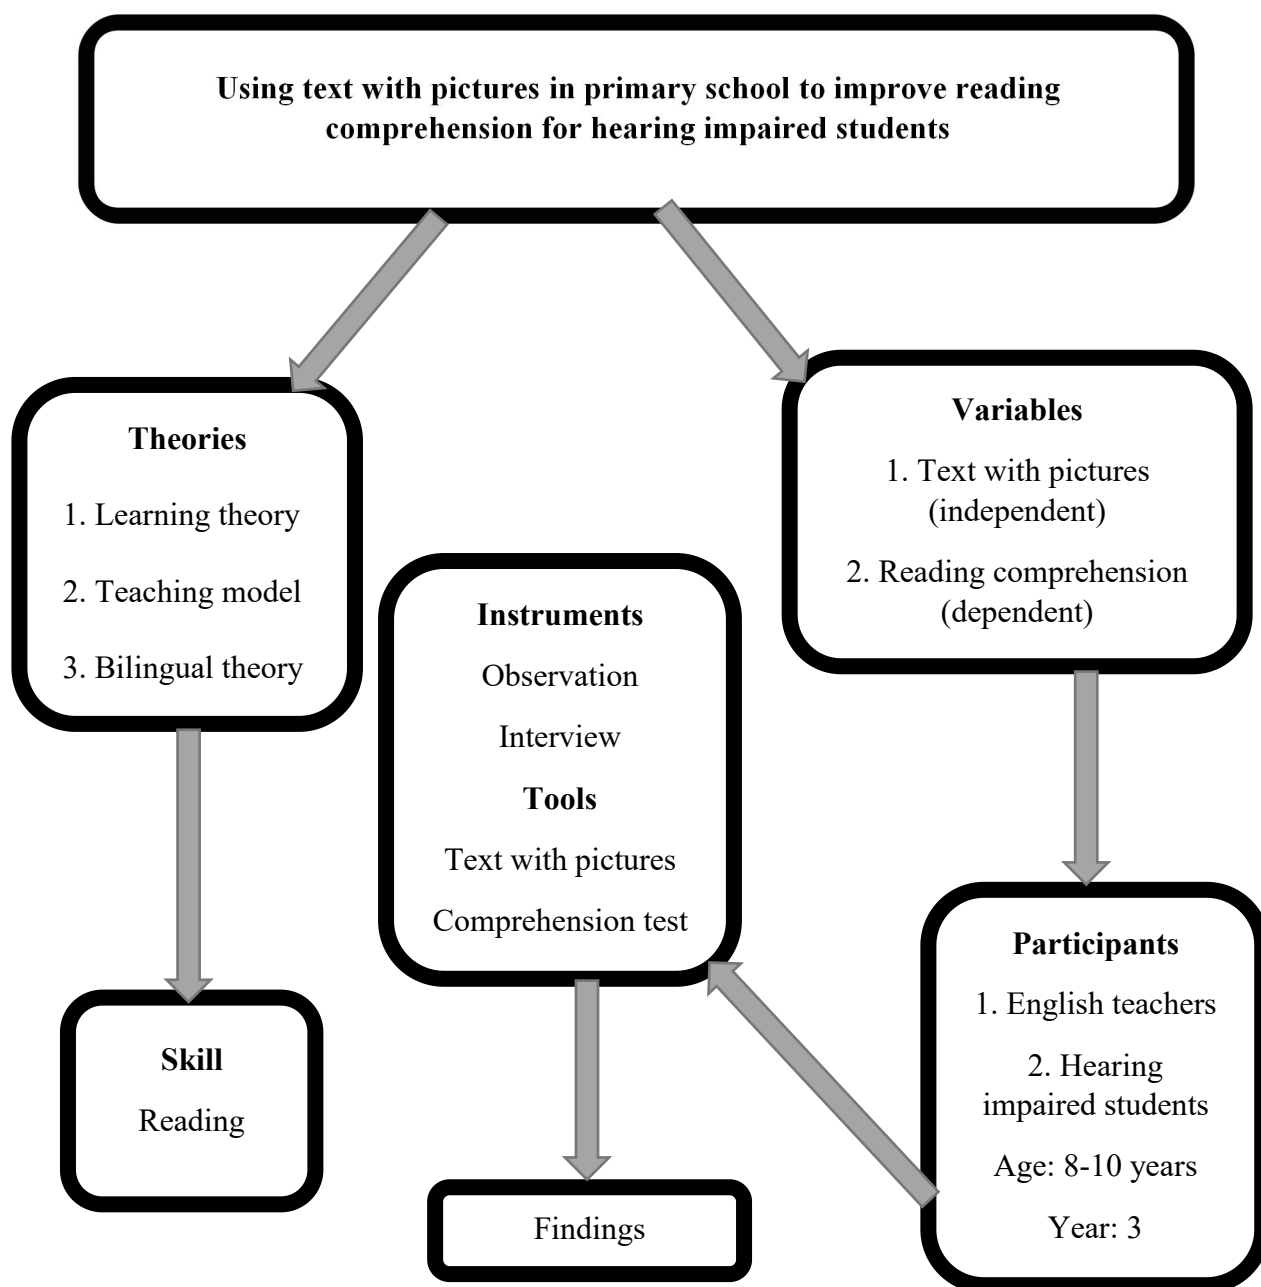 Using text with pictures in primary school to improve reading
comprehension for hearing impaired students
Theories
1. Learning theory
2. Teaching model
3. Bilingual theory
Skill
Reading
Variables
1. Text with pictures
(independent)
2. Reading comprehension
(dependent)
Participants
1. English teachers
2. Hearing
impaired students
Age: 8-10 years
Year: 3
Instruments
Observation
Interview
Tools
Text with pictures
Comprehension test
Findings